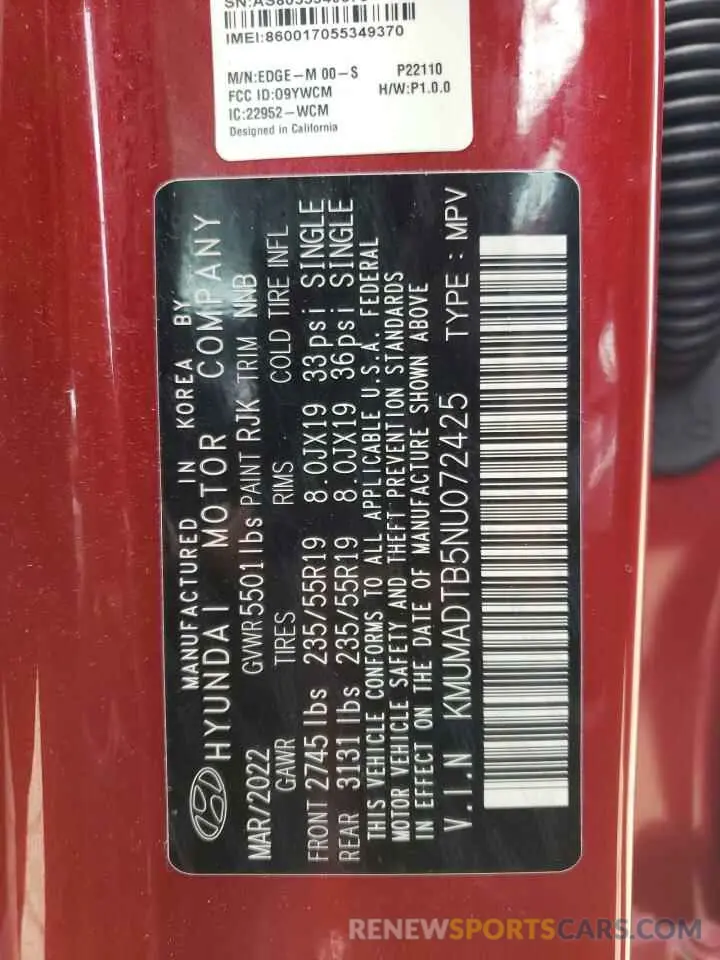 IMEI:860017055349370
M/N:EDGE-M 00-S P22110
FCC ID:O9YWCM H/W:P1.0.0
IC:22952-WCM
Designed in California
MANUFACTURED IN KOREA BY
HYUNDAI MOTOR COMPANY
MAR/2022 GVWR5501lbs PAINT RJK TRIM NNB
GAWR TIRES RIMS COLD TIRE INFL
FRONT 2745lbs 235/55R19 8.0JX19 33psi SINGLE
REAR 3131lbs 235/55R19 8.0JX19 36psi SINGLE
THIS VEHICLE CONFORMS TO ALL APPLICABLE U.S.A. FEDERAL
MOTOR VEHICLE SAFETY AND THEFT PREVENTION STANDARDS
IN EFFECT ON THE DATE OF MANUFACTURE SHOWN ABOVE
V.I.N KMUMADTB5NU072425 TYPE : MPV
RENEWSPORTSCARS.COM